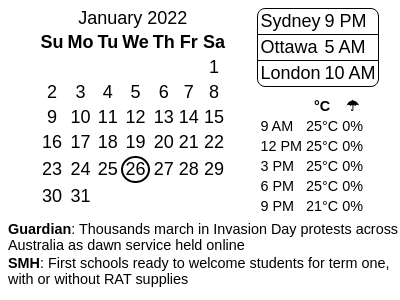 January 2022
Su Mo Tu We Th Fr Sa
1
2 3 4 5 6 7 8
9 10 11 12 13 14 15
16 17 18 19 20 21 22
23 24 25 26 27 28 29
30 31
Sydney 9 PM
Ottawa 5 AM
London 10 AM
°C ☂
9 AM 25°C 0%
12 PM 25°C 0%
3 PM 25°C 0%
6 PM 25°C 0%
9 PM 21°C 0%
Guardian: Thousands march in Invasion Day protests across
Australia as dawn service held online
SMH: First schools ready to welcome students for term one,
with or without RAT supplies